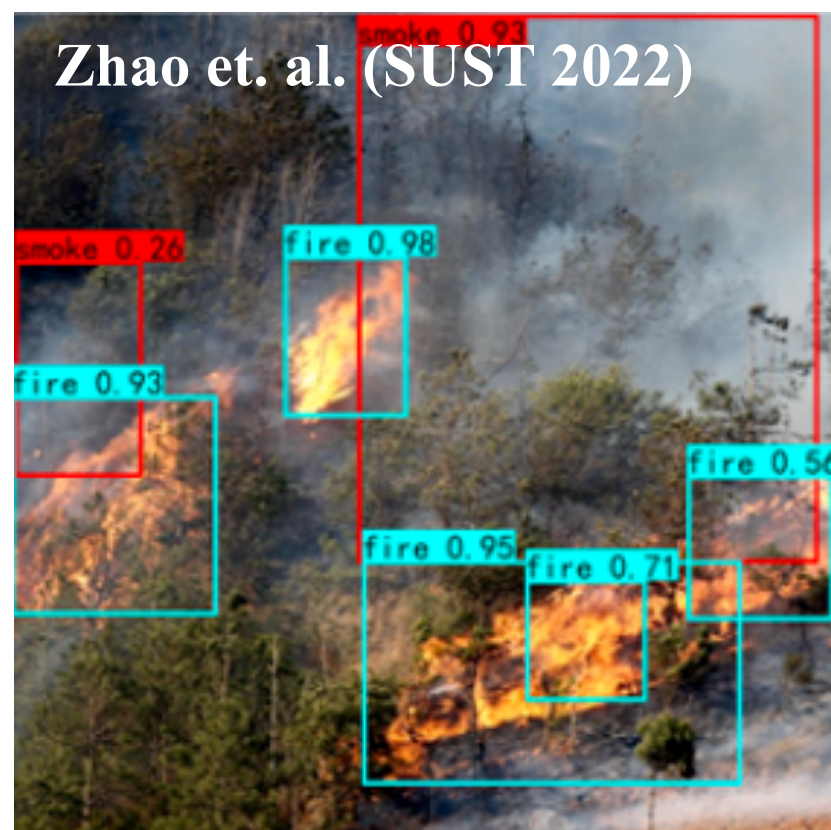 smoke 0.93
Zhao et. al. (SUST 2022)
smoke 0.26
fire 0.98
fire 0.93
fire 0.56
fire 0.95
fire 0.71